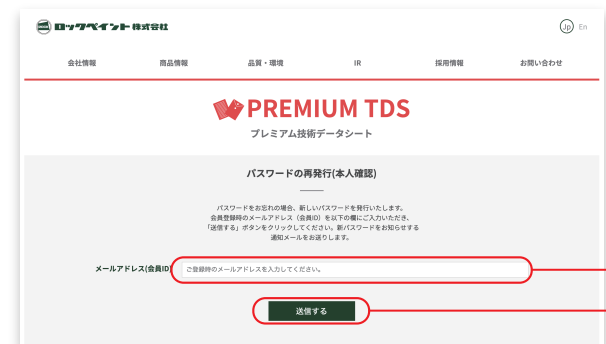 ロックペイント株式会社
Jp En
会社情報 商品情報 品質・環境 IR 採用情報 お問い合わせ
PREMIUM TDS
プレミアム技術データシート
パスワードの再発行(本人確認)
パスワードをお忘れの場合、新しいパスワードを発行いたします。
会員登録時のメールアドレス（会員ID）を以下の欄にご入力いただき、
「送信する」ボタンをクリックしてください。新パスワードをお知らせする
通知メールをお送りします。
メールアドレス(会員ID)
ご登録時のメールアドレスを入力してください。
送信する